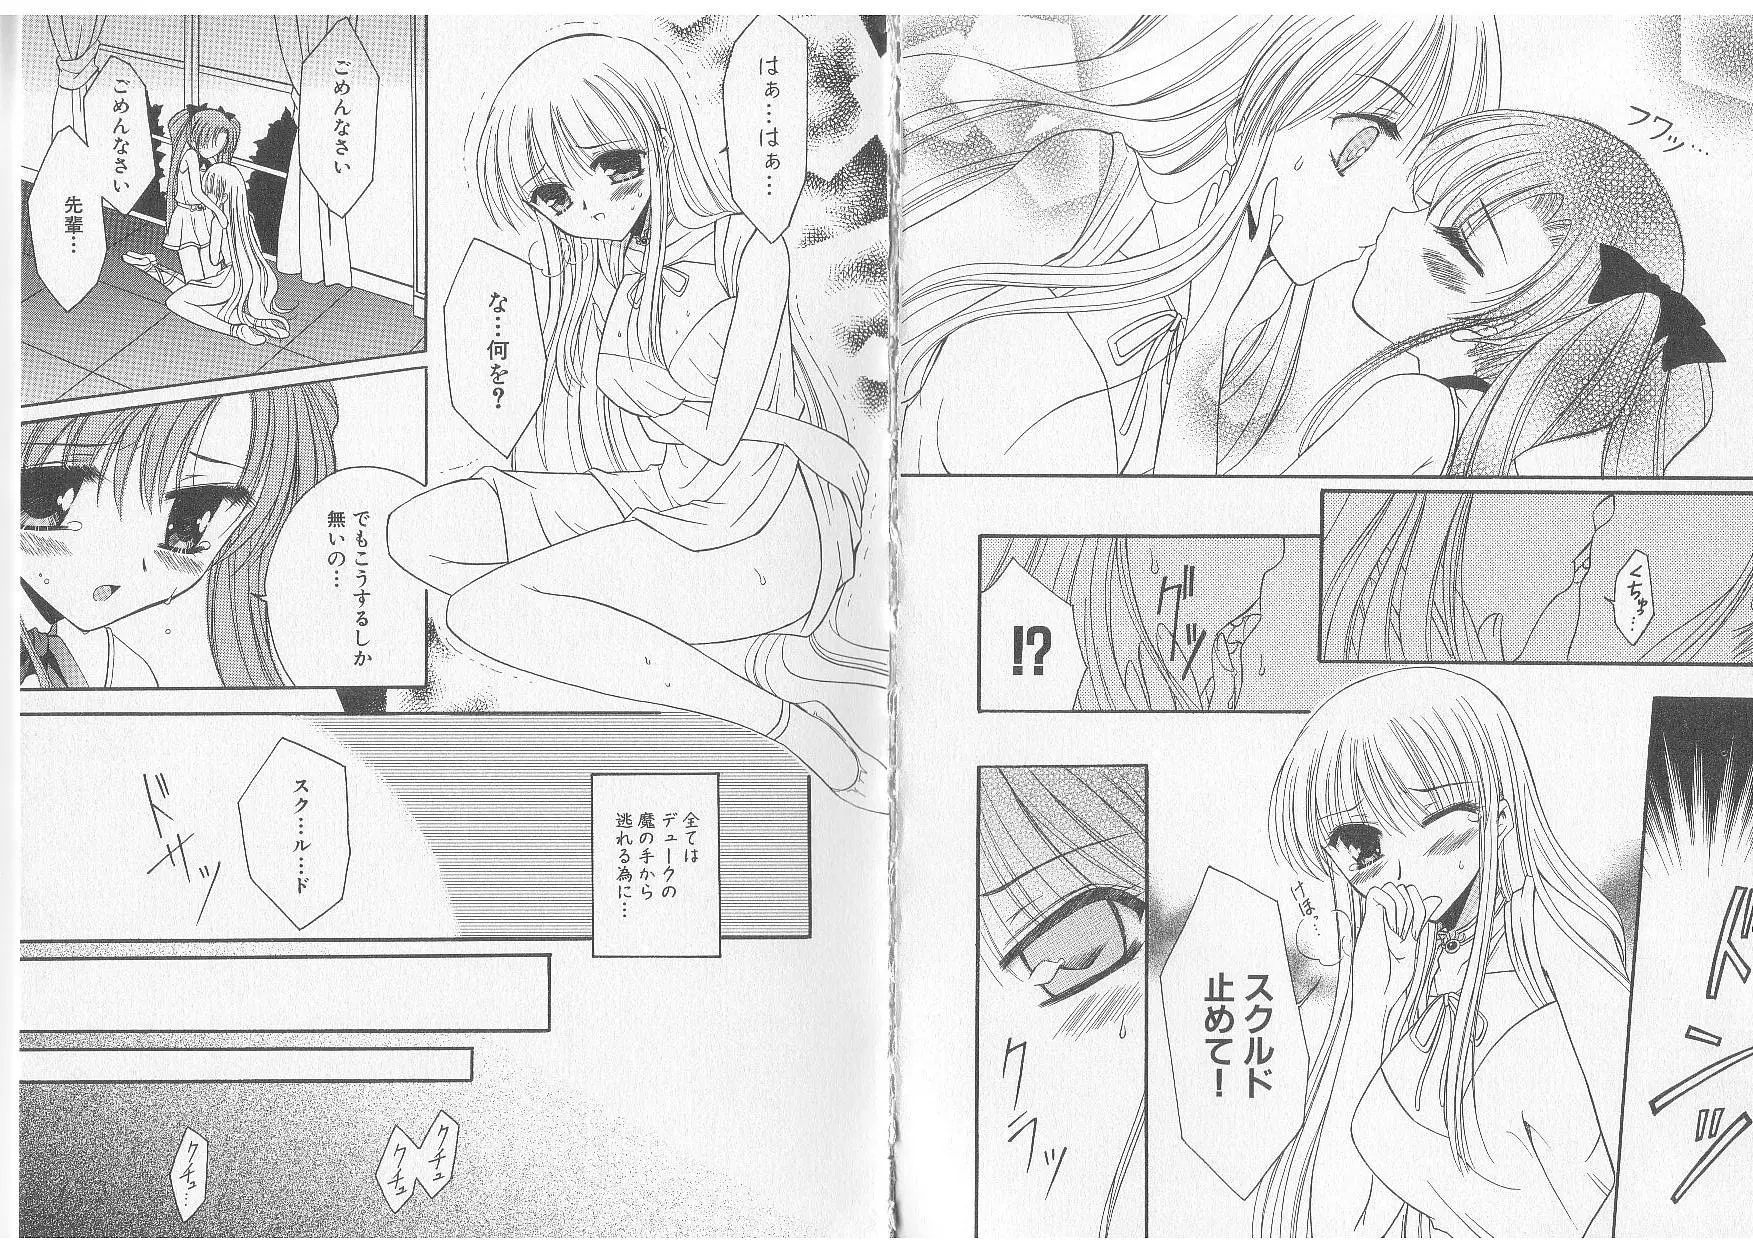 フワッ…
くちゅっ…
グッ
!?
ドンッ
けほっ…
スクルド
止めて!
クラッ
はぁ…はぁ…
な…何を?
ごめんなさい
ごめんなさい
先輩…
でもこうするしか
無いの…
全ては
デュークの
魔の手から
逃れる為に…
スク…ル…ド
ドサッ
クチュ
クチュ
クチュ…